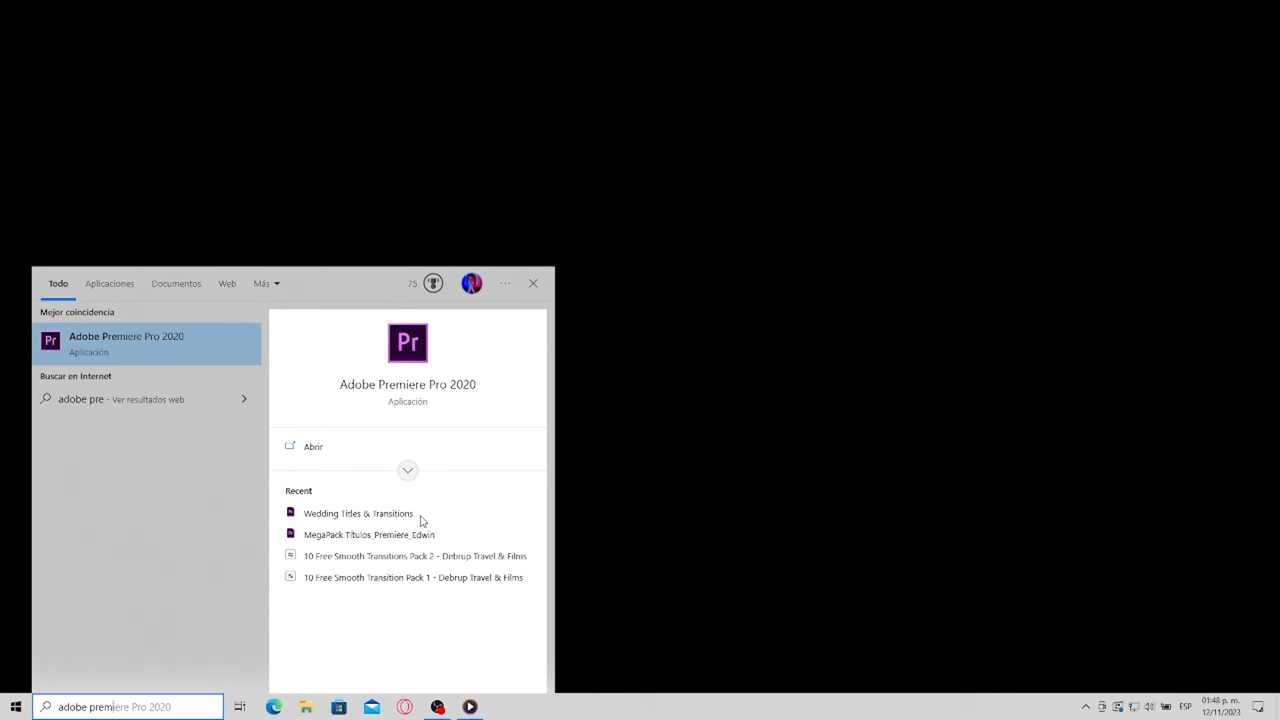 Todo Aplicaciones Documentos Web Más 75 ...
Mejor coincidencia
Pr Adobe Premiere Pro 2020
Aplicación
Buscar en Internet
adobe pre - Ver resultados web
Pr
Adobe Premiere Pro 2020
Aplicación
Abrir
Recent
Wedding Titles & Transitions
MegaPack Títulos_Premiere_Edwin
10 Free Smooth Transitions Pack 2 - Debrup Travel & Films
10 Free Smooth Transition Pack 1 - Debrup Travel & Films
adobe premiere Pro 2020
ESP
01:48 p. m.
12/11/2023